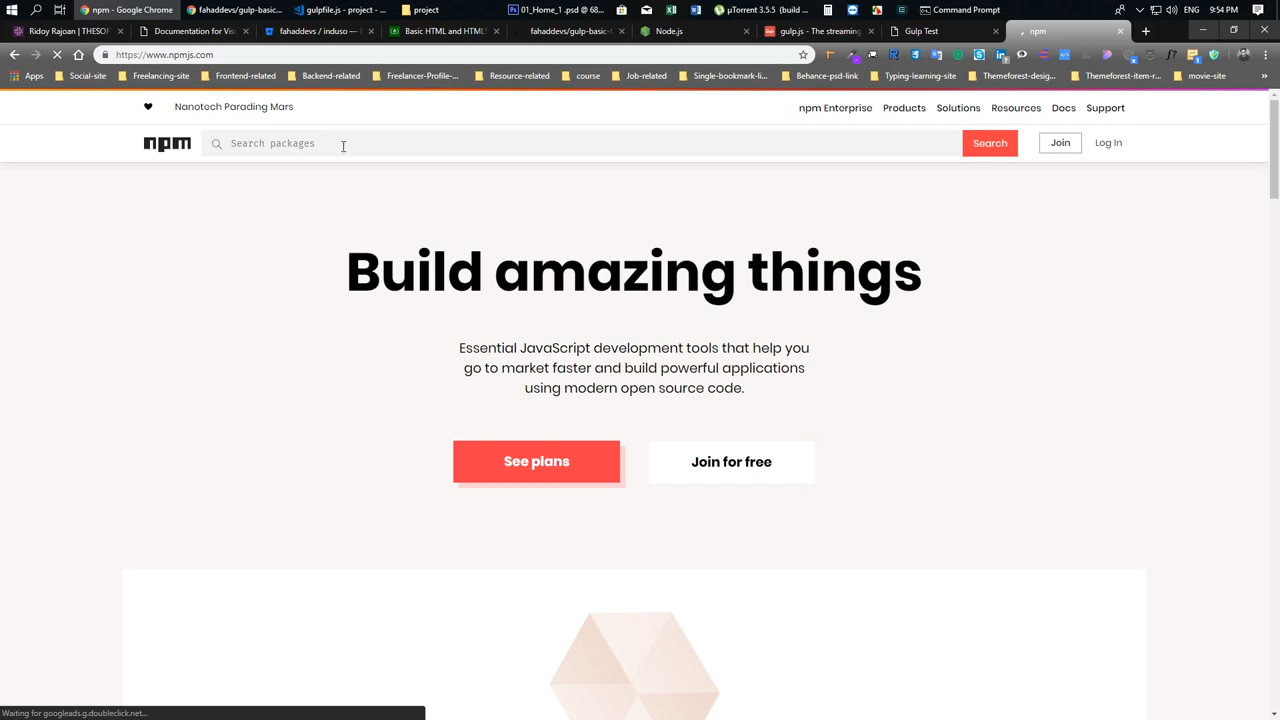 npm - Google Chrome
fahaddevs/gulp-basic...
gulpfile.js - project - ...
project
01_Home_1.psd @ 68...
µTorrent 3.5.5 (build ...
Command Prompt
ENG
9:54 PM
Ridoy Rajoan | THESOF
Documentation for Visu
fahaddevs / induso —
Basic HTML and HTML5
fahaddevs/gulp-basic-s
Node.js
gulp.js - The streaming
Gulp Test
npm
https://www.npmjs.com
Apps
Social-site
Freelancing-site
Frontend-related
Backend-related
Freelancer-Profile-...
Resource-related
course
Job-related
Single-bookmark-li...
Behance-psd-link
Typing-learning-site
Themeforest-desig...
Themeforest-item-r...
movie-site
Nanotech Parading Mars
npm Enterprise
Products
Solutions
Resources
Docs
Support
npm
Search packages
Search
Join
Log In
Build amazing things
Essential JavaScript development tools that help you
go to market faster and build powerful applications
using modern open source code.
See plans
Join for free
Waiting for googleads.g.doubleclick.net...